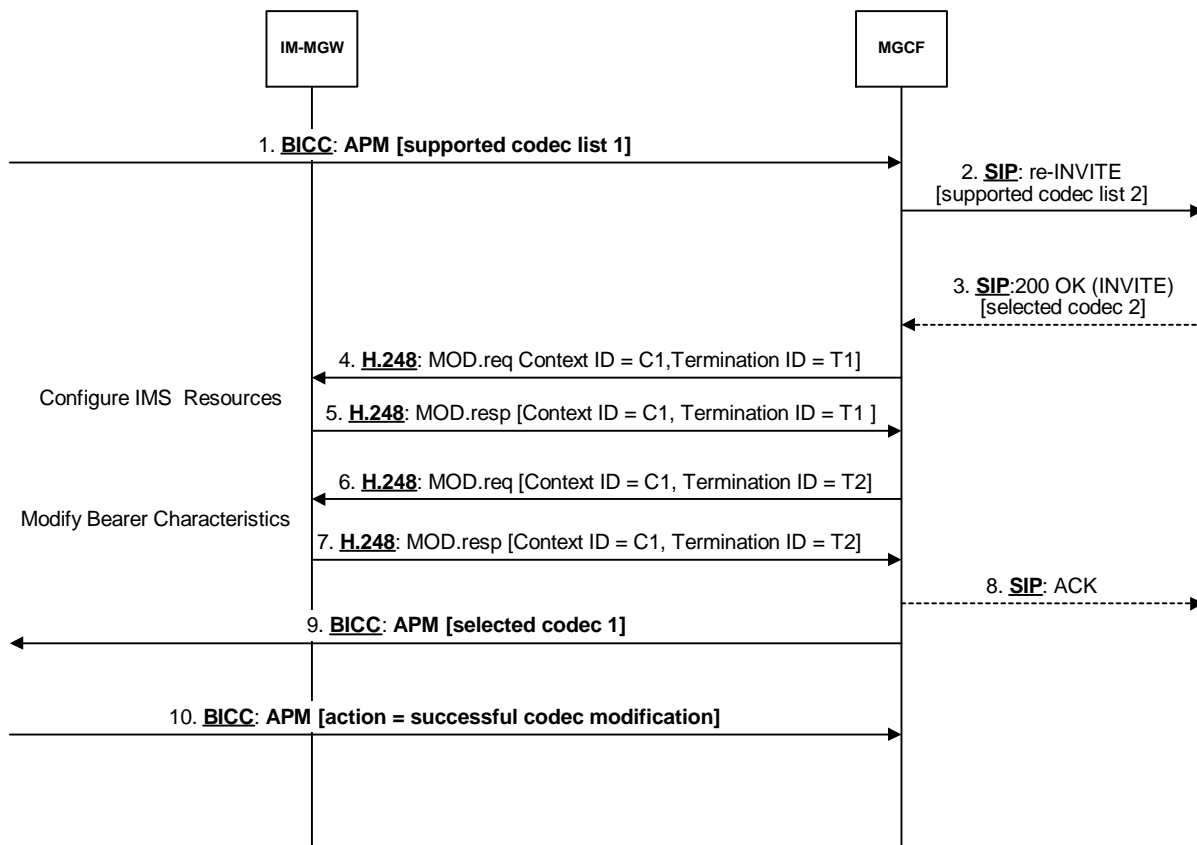 IM-MGW
MGCF
1. BICC: APM [supported codec list 1]
2. SIP: re-INVITE
[supported codec list 2]
3. SIP:200 OK (INVITE)
[selected codec 2]
4. H.248: MOD.req Context ID = C1,Termination ID = T1]
Configure IMS Resources
5. H.248: MOD.resp [Context ID = C1, Termination ID = T1 ]
6. H.248: MOD.req [Context ID = C1, Termination ID = T2]
Modify Bearer Characteristics
7. H.248: MOD.resp [Context ID = C1, Termination ID = T2]
8. SIP: ACK
9. BICC: APM [selected codec 1]
10. BICC: APM [action = successful codec modification]